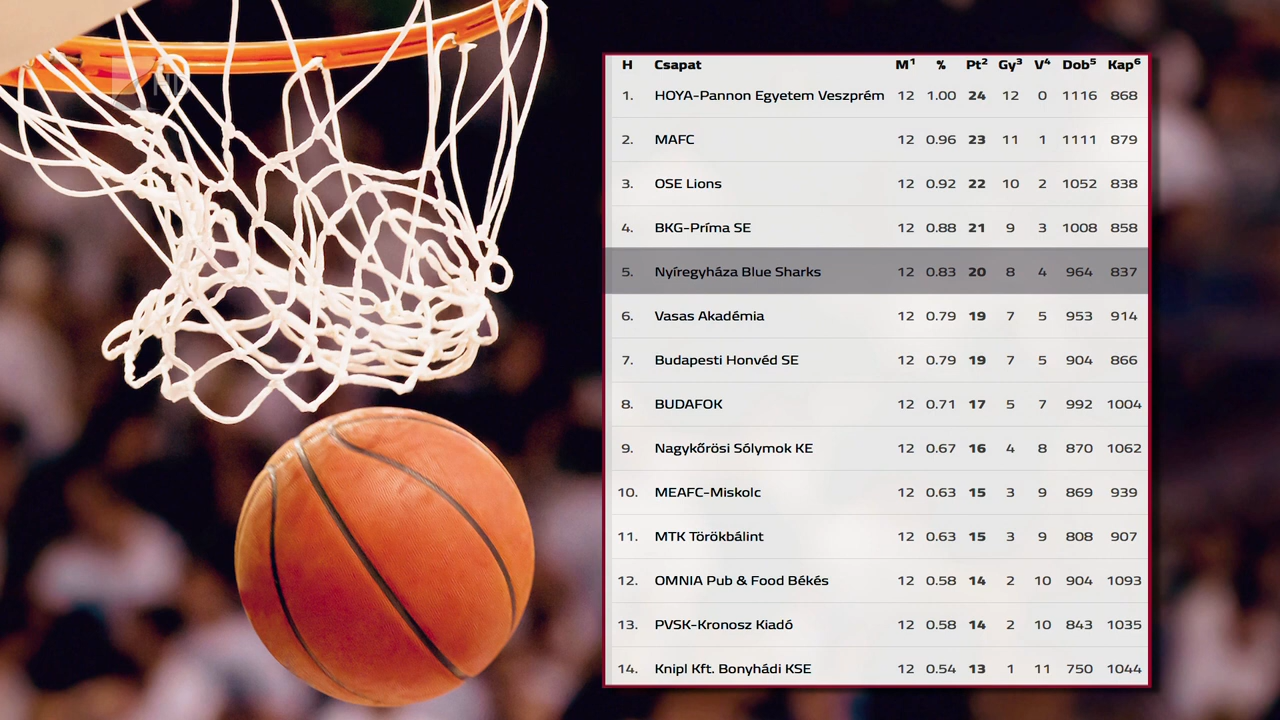 HD
H Csapat M¹ % Pt² Gy³ V⁴ Dob⁵ Kap⁶
1. HOYA-Pannon Egyetem Veszprém 12 1.00 24 12 0 1116 868
2. MAFC 12 0.96 23 11 1 1111 879
3. OSE Lions 12 0.92 22 10 2 1052 838
4. BKG-Príma SE 12 0.88 21 9 3 1008 858
5. Nyíregyháza Blue Sharks 12 0.83 20 8 4 964 837
6. Vasas Akadémia 12 0.79 19 7 5 953 914
7. Budapesti Honvéd SE 12 0.79 19 7 5 904 866
8. BUDAFOK 12 0.71 17 5 7 992 1004
9. Nagykőrösi Sólymok KE 12 0.67 16 4 8 870 1062
10. MEAFC-Miskolc 12 0.63 15 3 9 869 939
11. MTK Törökbálint 12 0.63 15 3 9 808 907
12. OMNIA Pub & Food Békés 12 0.58 14 2 10 904 1093
13. PVSK-Kronosz Kiadó 12 0.58 14 2 10 843 1035
14. Knipl Kft. Bonyhádi KSE 12 0.54 13 1 11 750 1044